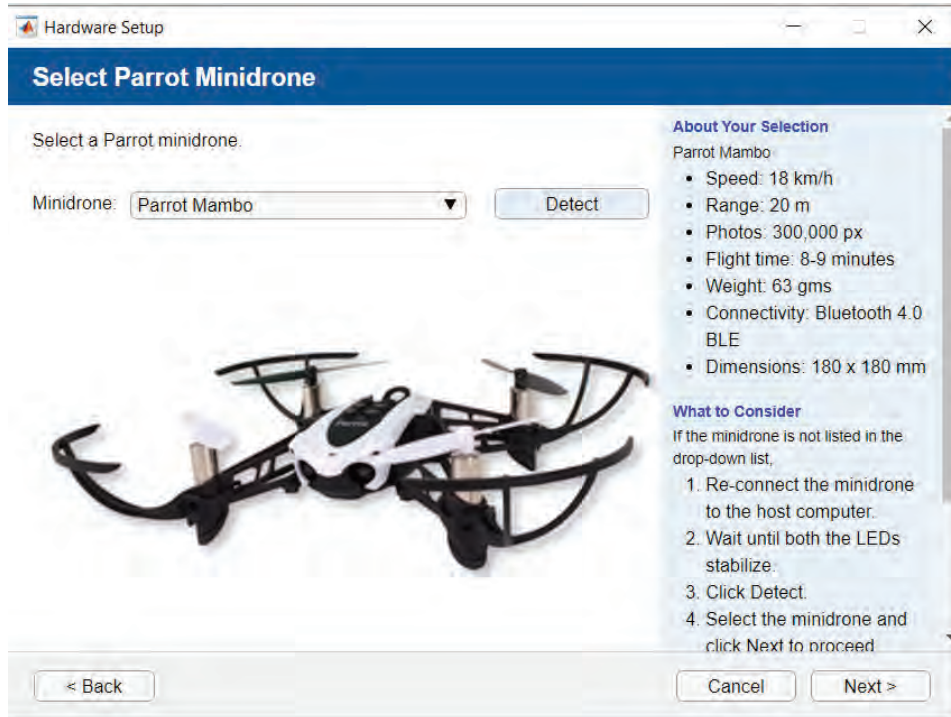 Hardware Setup
Select Parrot Minidrone
Select a Parrot minidrone.
Minidrone: Parrot Mambo ▼ Detect
About Your Selection
Parrot Mambo
• Speed: 18 km/h
• Range: 20 m
• Photos: 300,000 px
• Flight time: 8-9 minutes
• Weight: 63 gms
• Connectivity: Bluetooth 4.0
BLE
• Dimensions: 180 x 180 mm
What to Consider
If the minidrone is not listed in the
drop-down list,
1. Re-connect the minidrone
to the host computer.
2. Wait until both the LEDs
stabilize.
3. Click Detect.
4. Select the minidrone and
click Next to proceed
< Back Cancel Next >